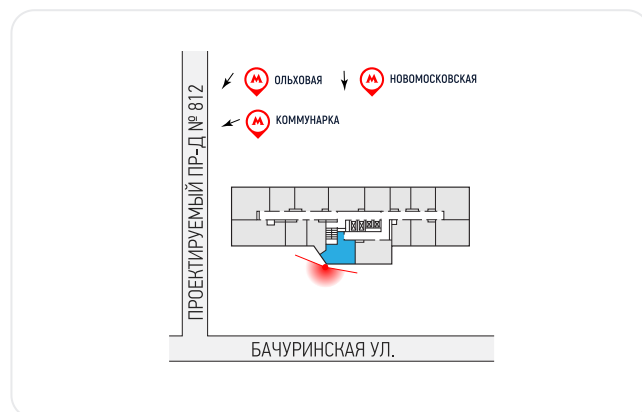 ОЛЬХОВАЯ
НОВОМОСКОВСКАЯ
КОММУНАРКА
ПРОЕКТИРУЕМЫЙ ПР-Д № 812
БАЧУРИНСКАЯ УЛ.